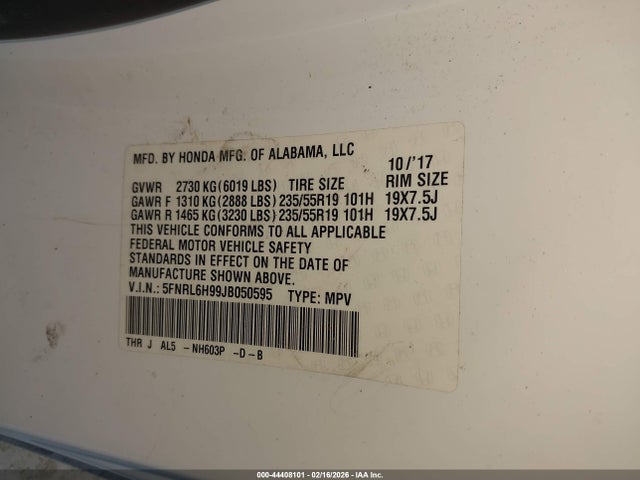 MFD. BY HONDA MFG. OF ALABAMA, LLC 10/'17
GVWR 2730 KG(6019 LBS) TIRE SIZE RIM SIZE
GAWR F 1310 KG(2888 LBS) 235/55R19 101H 19X7.5J
GAWR R 1465 KG(3230 LBS) 235/55R19 101H 19X7.5J
THIS VEHICLE CONFORMS TO ALL APPLICABLE
FEDERAL MOTOR VEHICLE SAFETY
STANDARDS IN EFFECT ON THE DATE OF
MANUFACTURE SHOWN ABOVE.
V.I.N.: 5FNRL6H99JB050595 TYPE: MPV
THR J AL5 -NH603P -D-B
000-44408101 - 02/16/2026 - IAA Inc.